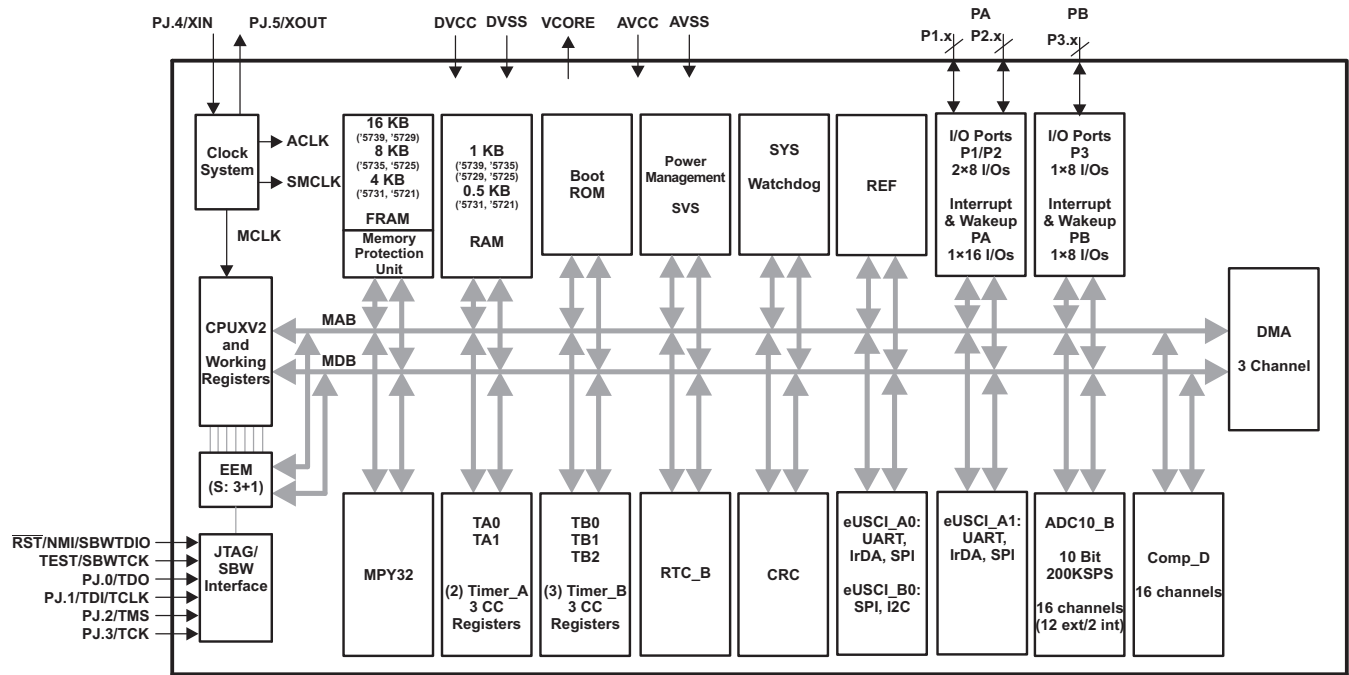 PJ.4/XIN
PJ.5/XOUT
DVCC
DVSS
VCORE
AVCC
AVSS
PA
PB
P1.x
P2.x
P3.x
Clock
System
ACLK
SMCLK
MCLK
16 KB
('5739, '5729)
8 KB
('5735, '5725)
4 KB
('5731, '5721)
FRAM
Memory
Protection
Unit
1 KB
('5739, '5735)
('5729, '5725)
0.5 KB
('5731, '5721)
RAM
Boot
ROM
Power
Management
SVS
SYS
Watchdog
REF
I/O Ports
P1/P2
2×8 I/Os
Interrupt
& Wakeup
PA
1×16 I/Os
I/O Ports
P3
1×8 I/Os
Interrupt
& Wakeup
PB
1×8 I/Os
CPUXV2
and
Working
Registers
MAB
MDB
DMA
3 Channel
EEM
(S: 3+1)
RST/NMI/SBWTDIO
TEST/SBWTCK
PJ.0/TDO
PJ.1/TDI/TCLK
PJ.2/TMS
PJ.3/TCK
JTAG/
SBW
Interface
MPY32
TA0
TA1
(2) Timer_A
3 CC
Registers
TB0
TB1
TB2
(3) Timer_B
3 CC
Registers
RTC_B
CRC
eUSCI_A0:
UART,
IrDA, SPI
eUSCI_B0:
SPI, I2C
eUSCI_A1:
UART,
IrDA, SPI
ADC10_B
10 Bit
200KSPS
16 channels
(12 ext/2 int)
Comp_D
16 channels